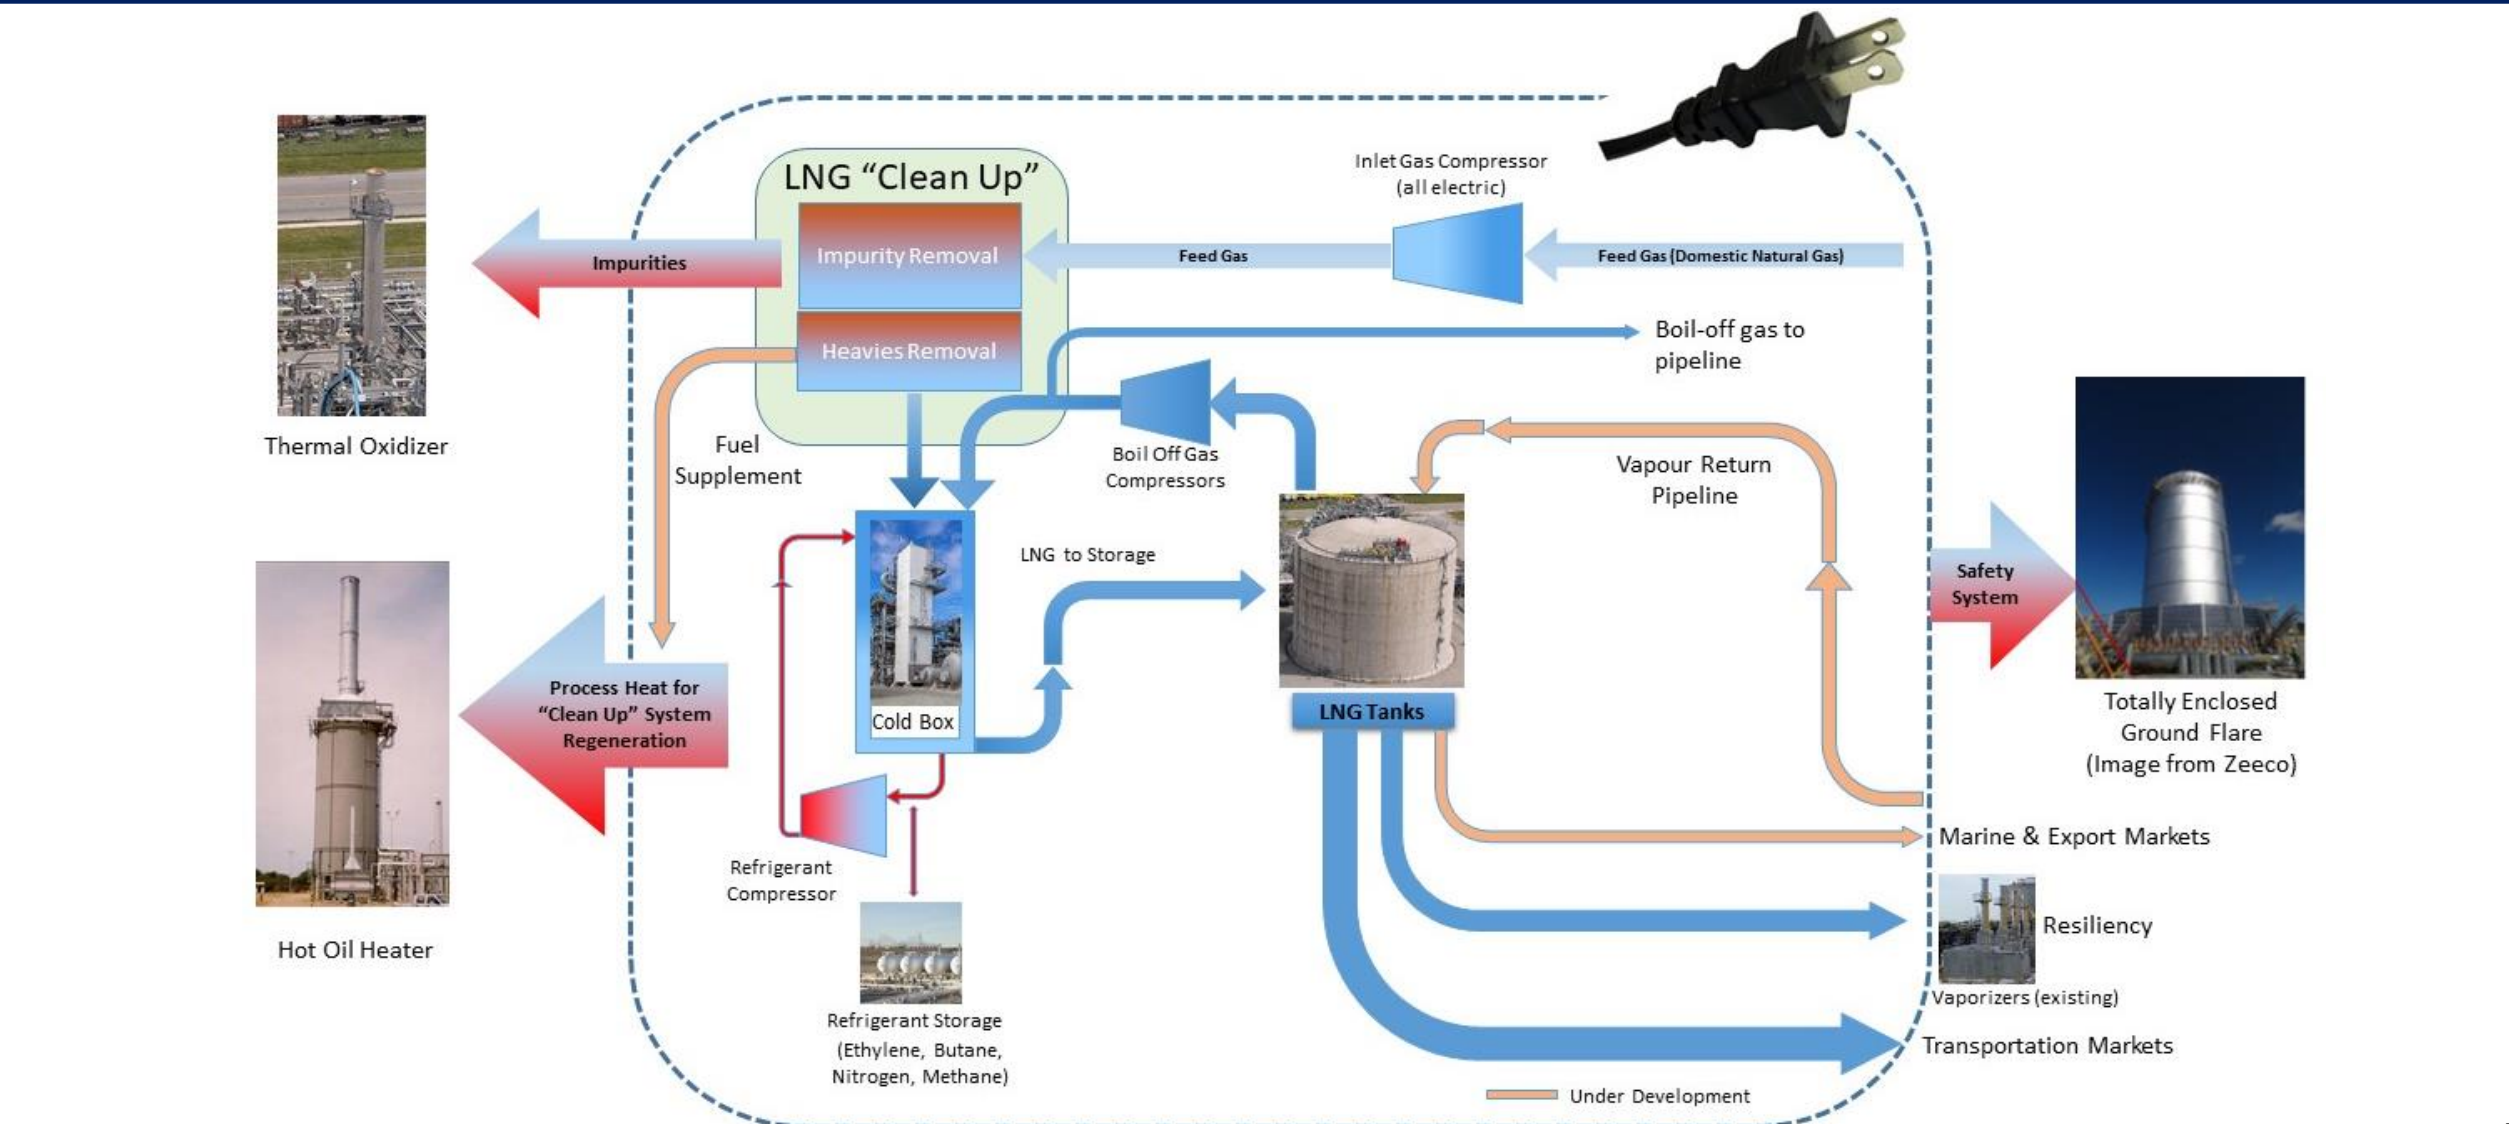 LNG “Clean Up”
Inlet Gas Compressor
(all electric)
Impurities
Impurity Removal
Feed Gas
Feed Gas (Domestic Natural Gas)
Heavies Removal
Boil-off gas to
pipeline
Thermal Oxidizer
Fuel
Supplement
Boil Off Gas
Compressors
Vapour Return
Pipeline
LNG to Storage
Safety
System
Process Heat for
“Clean Up” System
Regeneration
Cold Box
LNG Tanks
Totally Enclosed
Ground Flare
(Image from Zeeco)
Marine & Export Markets
Refrigerant
Compressor
Resiliency
Hot Oil Heater
Vaporizers (existing)
Refrigerant Storage
(Ethylene, Butane,
Nitrogen, Methane)
Transportation Markets
Under Development